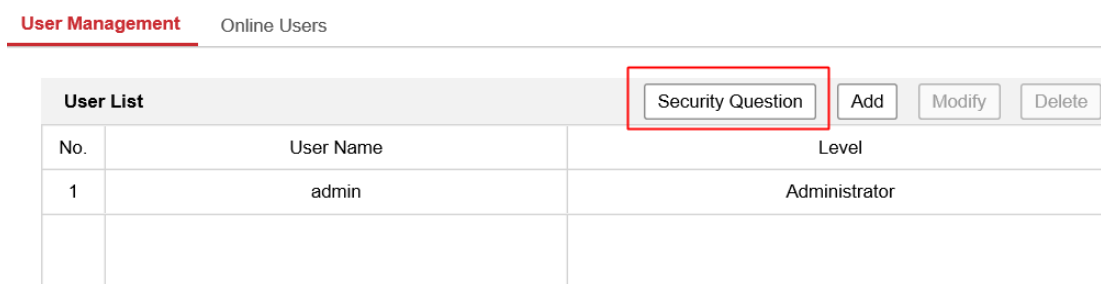 User Management Online Users
User List Security Question Add Modify Delete
No. User Name Level
1 admin Administrator